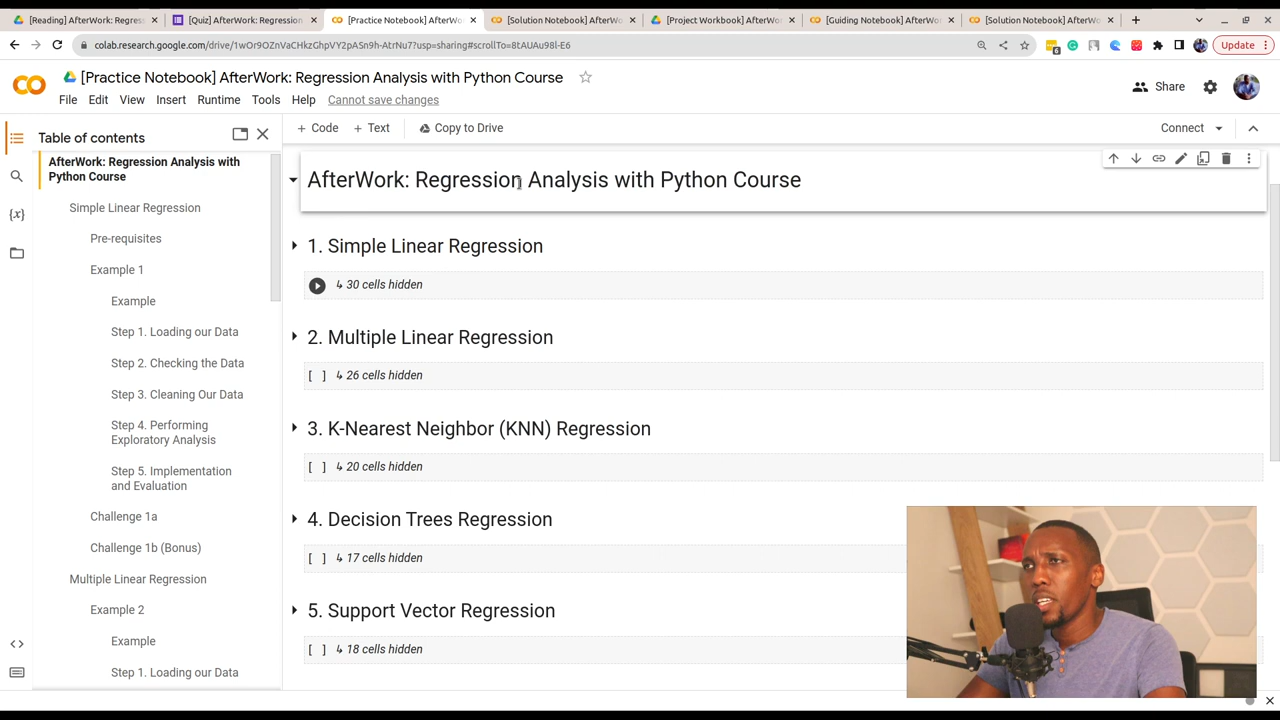 [Reading] AfterWork: Regress
[Quiz] AfterWork: Regression
[Practice Notebook] AfterWo
[Solution Notebook] AfterWo
[Project Workbook] AfterWor
[Guiding Notebook] AfterWo
[Solution Notebook] AfterWo
colab.research.google.com/drive/1wOr9OZnVaCHkzGhpVY2pASn9h-AtrNu7?usp=sharing#scrollTo=8tAUAu98l-E6
6
Update
[Practice Notebook] AfterWork: Regression Analysis with Python Course
File Edit View Insert Runtime Tools Help Cannot save changes
Share
Table of contents
+ Code + Text Copy to Drive
Connect
AfterWork: Regression Analysis with
Python Course
Simple Linear Regression
Pre-requisites
Example 1
Example
Step 1. Loading our Data
Step 2. Checking the Data
Step 3. Cleaning Our Data
Step 4. Performing
Exploratory Analysis
Step 5. Implementation
and Evaluation
Challenge 1a
Challenge 1b (Bonus)
Multiple Linear Regression
Example 2
Example
Step 1. Loading our Data
{x}
<>
AfterWork: Regression Analysis with Python Course
1. Simple Linear Regression
↳ 30 cells hidden
2. Multiple Linear Regression
[ ] ↳ 26 cells hidden
3. K-Nearest Neighbor (KNN) Regression
[ ] ↳ 20 cells hidden
4. Decision Trees Regression
[ ] ↳ 17 cells hidden
5. Support Vector Regression
[ ] ↳ 18 cells hidden